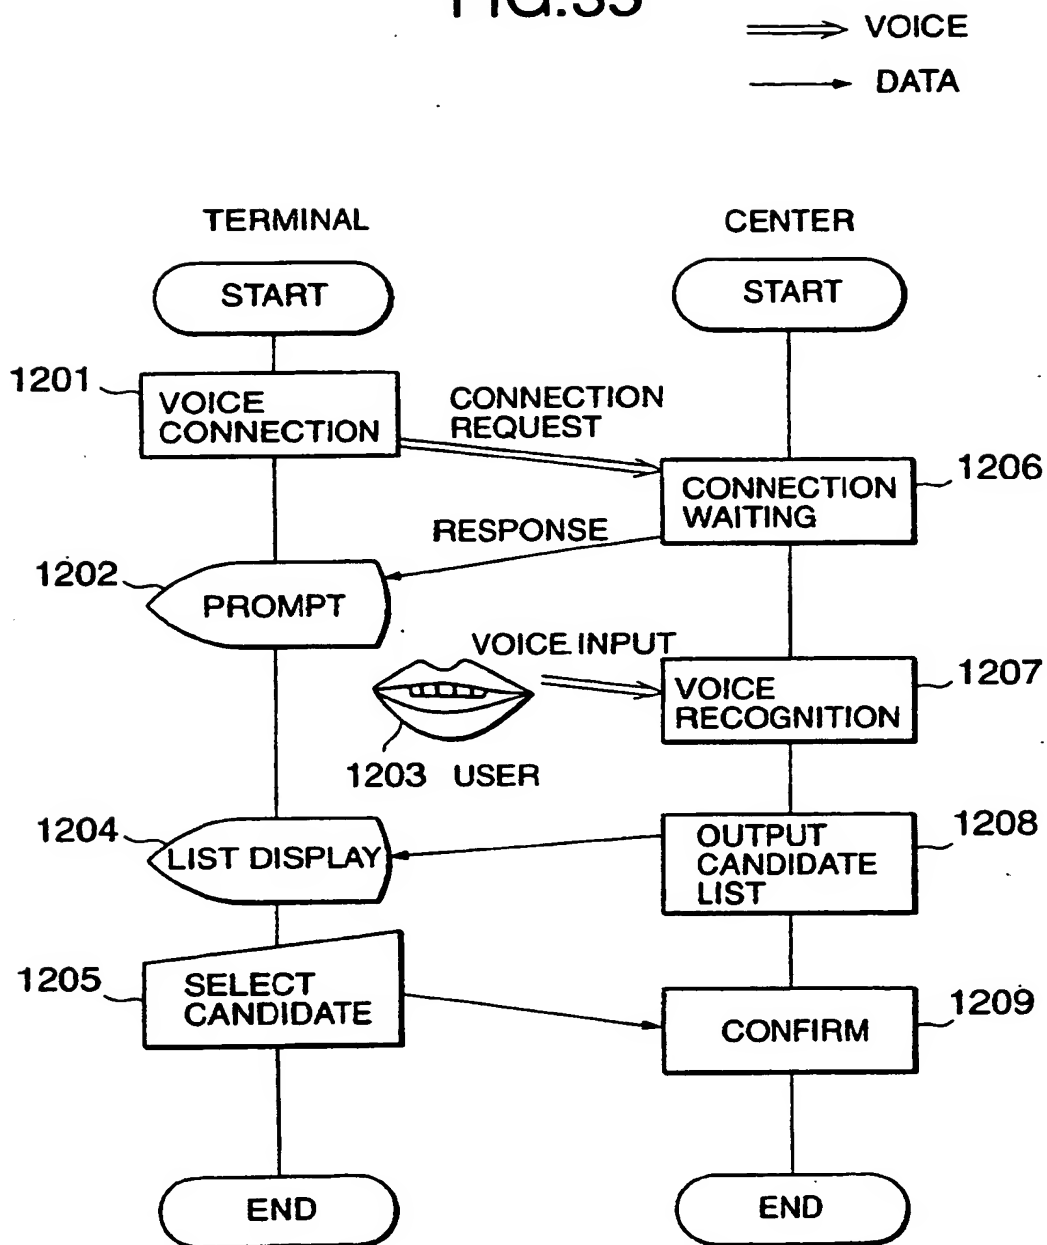 VOICE
DATA
TERMINAL
CENTER
START
START
1201
VOICE
CONNECTION
CONNECTION
REQUEST
1206
CONNECTION
WAITING
RESPONSE
1202
PROMPT
VOICE INPUT
1207
VOICE
RECOGNITION
1203 USER
1204
LIST DISPLAY
1208
OUTPUT
CANDIDATE
LIST
1205
SELECT
CANDIDATE
1209
CONFIRM
END
END